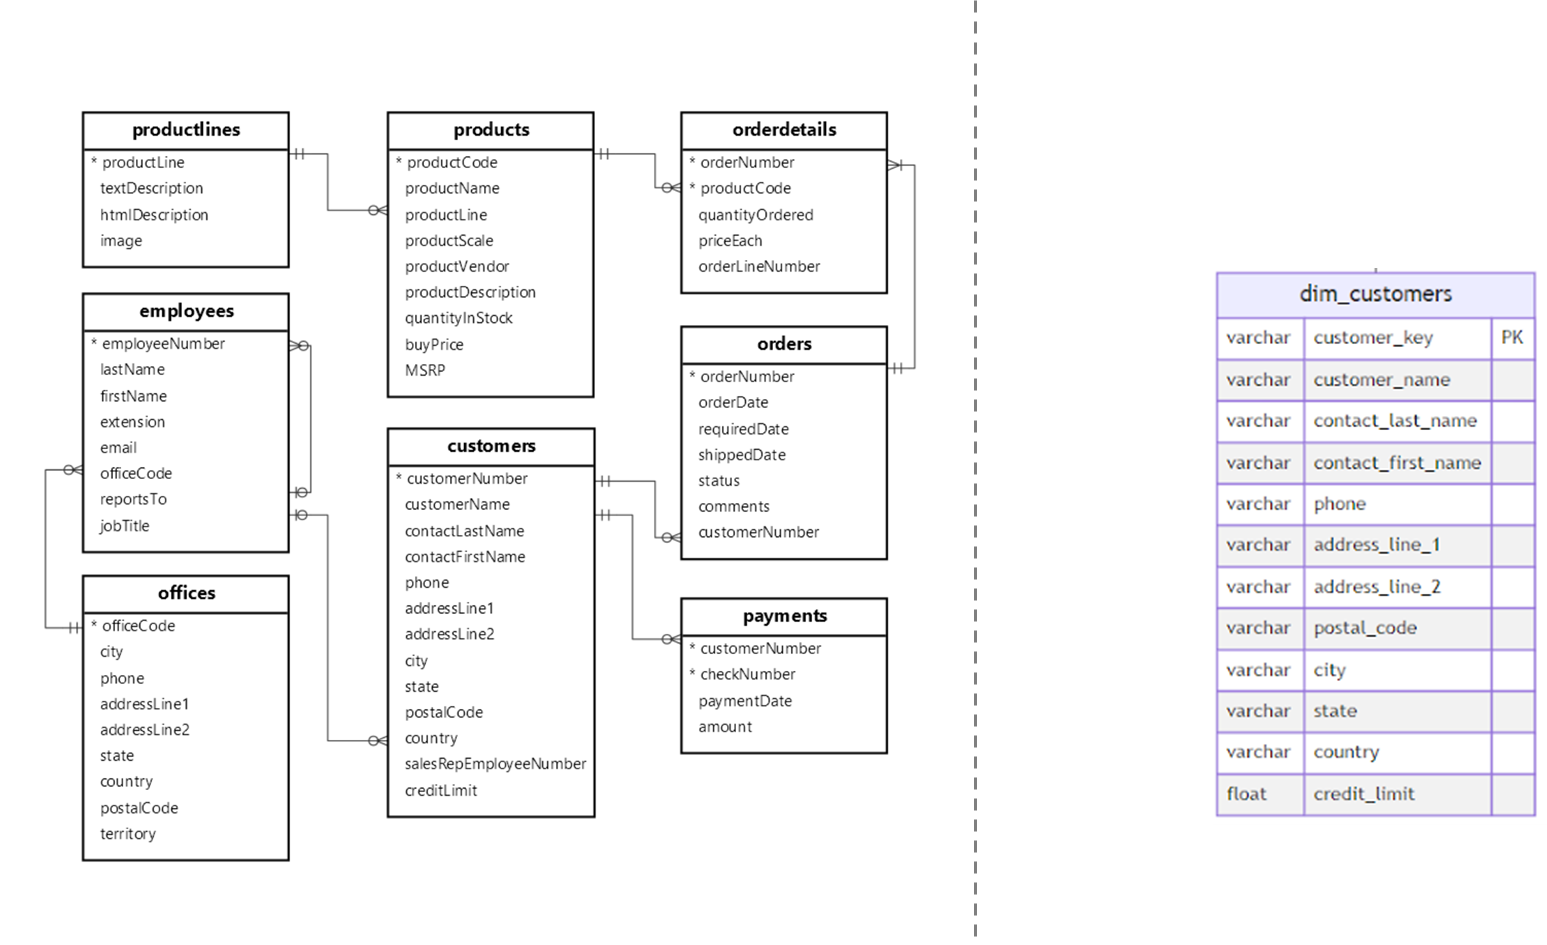 productlines
* productLine
textDescription
htmlDescription
image
employees
* employeeNumber
lastName
firstName
extension
email
officeCode
reportsTo
jobTitle
offices
* officeCode
city
phone
addressLine1
addressLine2
state
country
postalCode
territory
products
* productCode
productName
productLine
productScale
productVendor
productDescription
quantityInStock
buyPrice
MSRP
customers
* customerNumber
customerName
contactLastName
contactFirstName
phone
addressLine1
addressLine2
city
state
postalCode
country
salesRepEmployeeNumber
creditLimit
orderdetails
* orderNumber
* productCode
quantityOrdered
priceEach
orderLineNumber
orders
* orderNumber
orderDate
requiredDate
shippedDate
status
comments
customerNumber
payments
* customerNumber
* checkNumber
paymentDate
amount
dim_customers
varchar customer_key PK
varchar customer_name
varchar contact_last_name
varchar contact_first_name
varchar phone
varchar address_line_1
varchar address_line_2
varchar postal_code
varchar city
varchar state
varchar country
float credit_limit